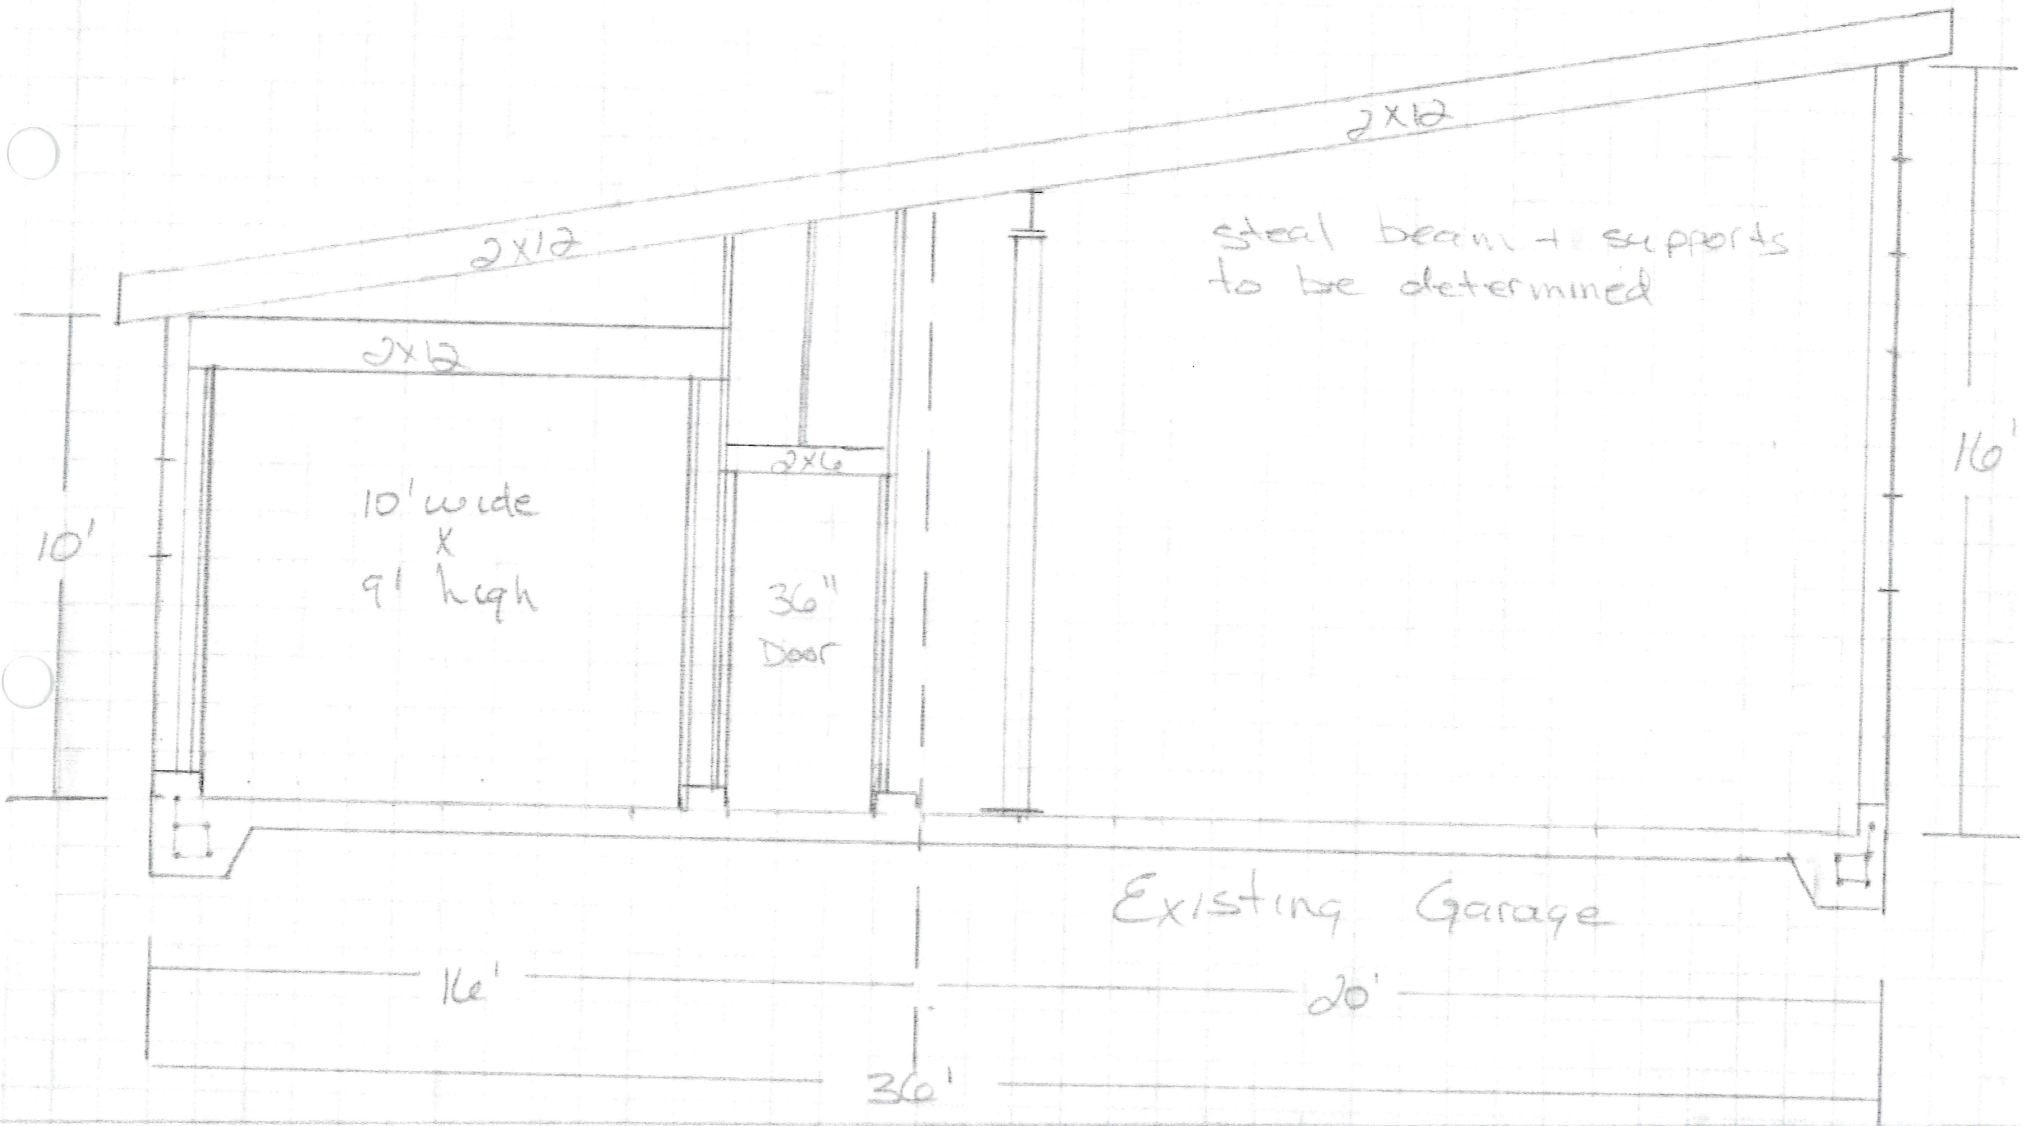 2x12
2x12
steal beam + supports
to be determined
2x12
16'
2x6
10' wide
x
9' high
10'
36"
Door
Existing Garage
16'
20'
36'